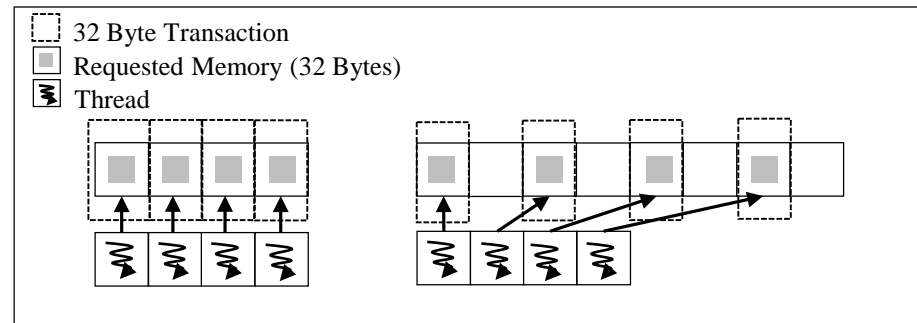 32 Byte Transaction
Requested Memory (32 Bytes)
Thread